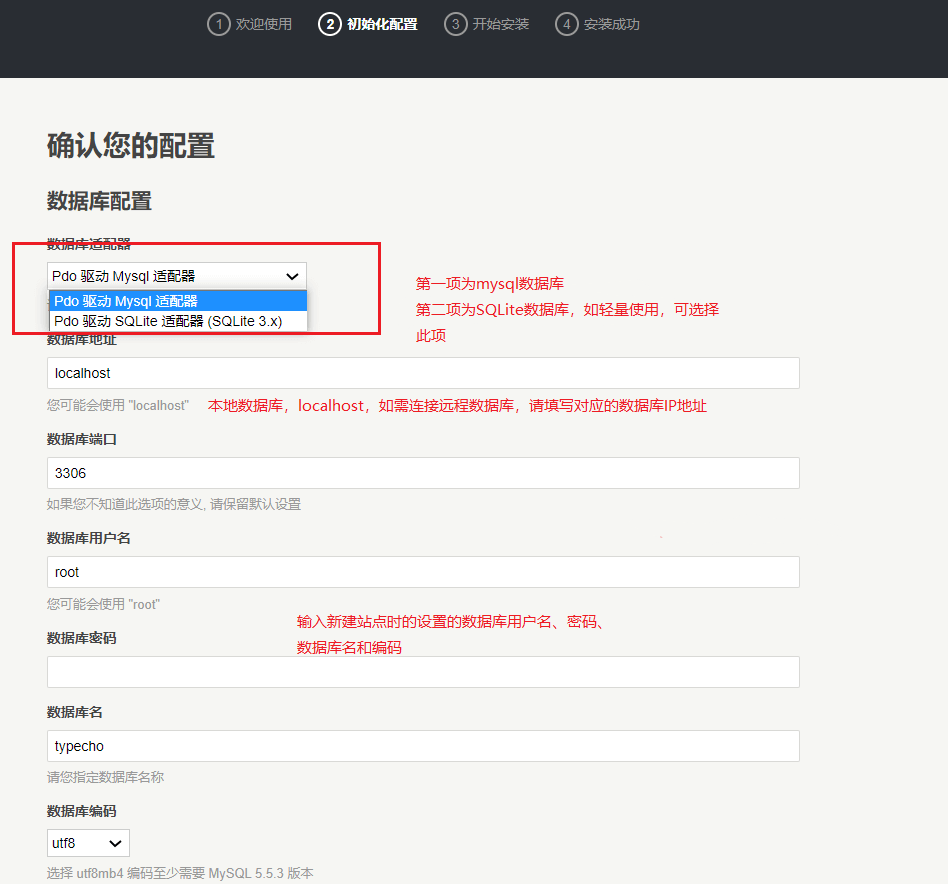 1 欢迎使用 2 初始化配置 3 开始安装 4 安装成功
确认您的配置
数据库配置
数据库适配器
Pdo 驱动 Mysql 适配器
Pdo 驱动 Mysql 适配器
Pdo 驱动 SQLite 适配器 (SQLite 3.x)
第一项为mysql数据库
第二项为SQLite数据库，如轻量使用，可选择
此项
数据库地址
localhost
您可能会使用 "localhost"
本地数据库，localhost，如需连接远程数据库，请填写对应的数据库IP地址
数据库端口
3306
如果您不知道此选项的意义, 请保留默认设置
数据库用户名
root
您可能会使用 "root"
输入新建站点时的设置的数据库用户名、密码、
数据库名和编码
数据库密码
数据库名
typecho
请您指定数据库名称
数据库编码
utf8
选择 utf8mb4 编码至少需要 MySQL 5.5.3 版本